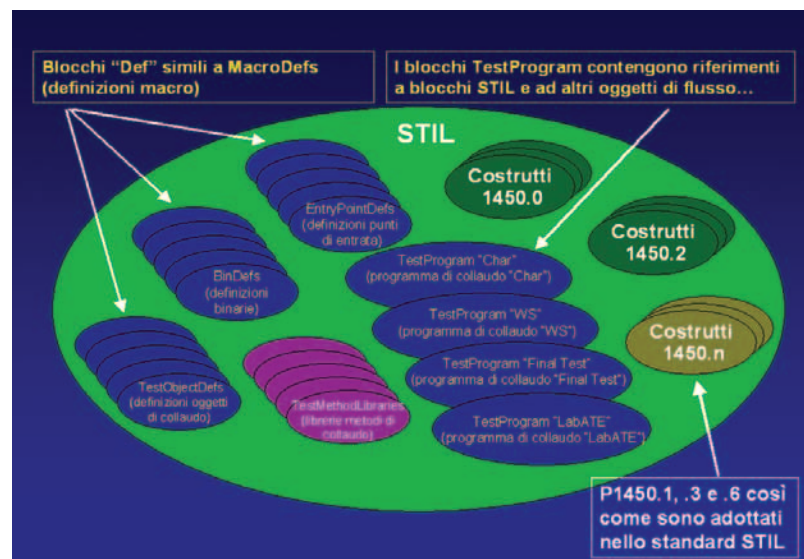 Blocchi “Def” simili a MacroDefs
(definizioni macro)
I blocchi TestProgram contengono riferimenti
a blocchi STIL e ad altri oggetti di flusso…
STIL
Costrutti
1450.0
EntryPointDefs
(definizioni punti
di entrata)
Costrutti
1450.2
TestProgram "Char"
(programma di collaudo "Char")
BinDefs
(definizioni
binarie)
TestProgram "WS"
(programma di collaudo "WS")
Costrutti
1450.n
TestProgram "Final Test"
(programma di collaudo "Final Test")
TestObjectDefs
(definizioni oggetti
di collaudo)
TestMethodLibraries
(librerie metodi di
collaudo)
TestProgram "LabATE"
(programma di collaudo "LabATE")
P1450.1, .3 e .6 così
come sono adottati
nello standard STIL